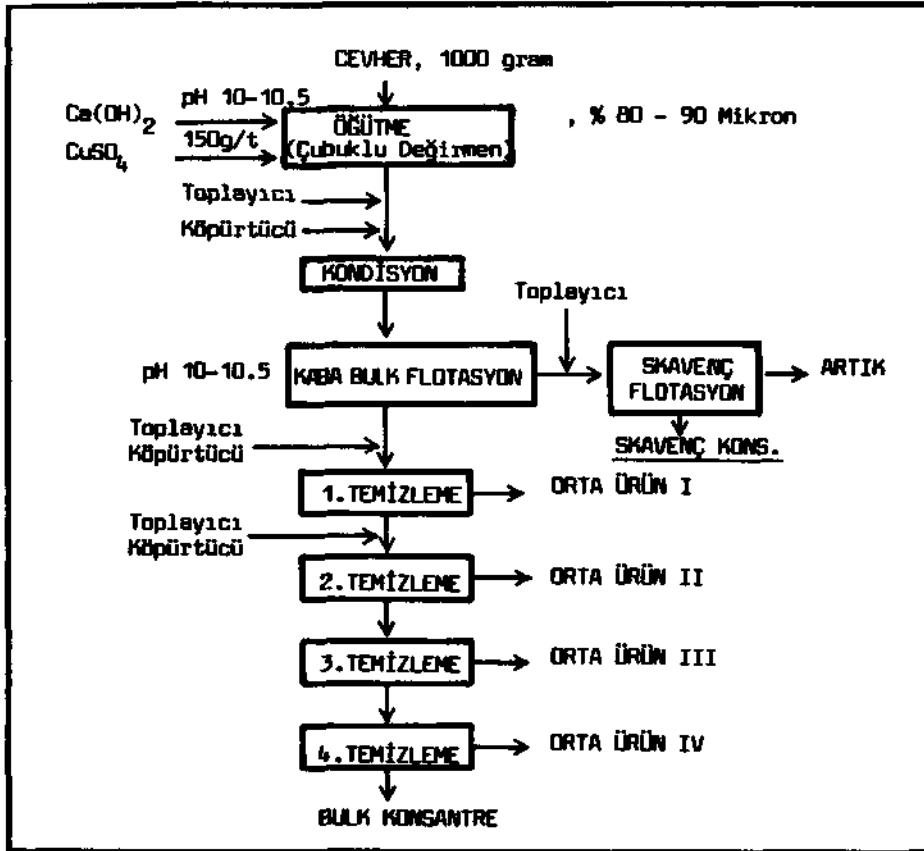 CEVHER, 1000 gram
Ca(OH)2
pH 10-10.5
CuSO4
150g/t
ÖĞÜTME
(Çubuklu Değirmen)
, % 80 - 90 Mikron
Toplayıcı
Köpürtücü
KONDİSYON
Toplayıcı
pH 10-10.5
KABA BULK FLOTASYON
SKAVENÇ
FLOTASYON
ARTIK
SKAVENÇ KONS.
Toplayıcı
Köpürtücü
1.TEMİZLEME
ORTA ÜRÜN I
Toplayıcı
Köpürtücü
2.TEMİZLEME
ORTA ÜRÜN II
3.TEMİZLEME
ORTA ÜRÜN III
4.TEMİZLEME
ORTA ÜRÜN IV
BULK KONSANTRE